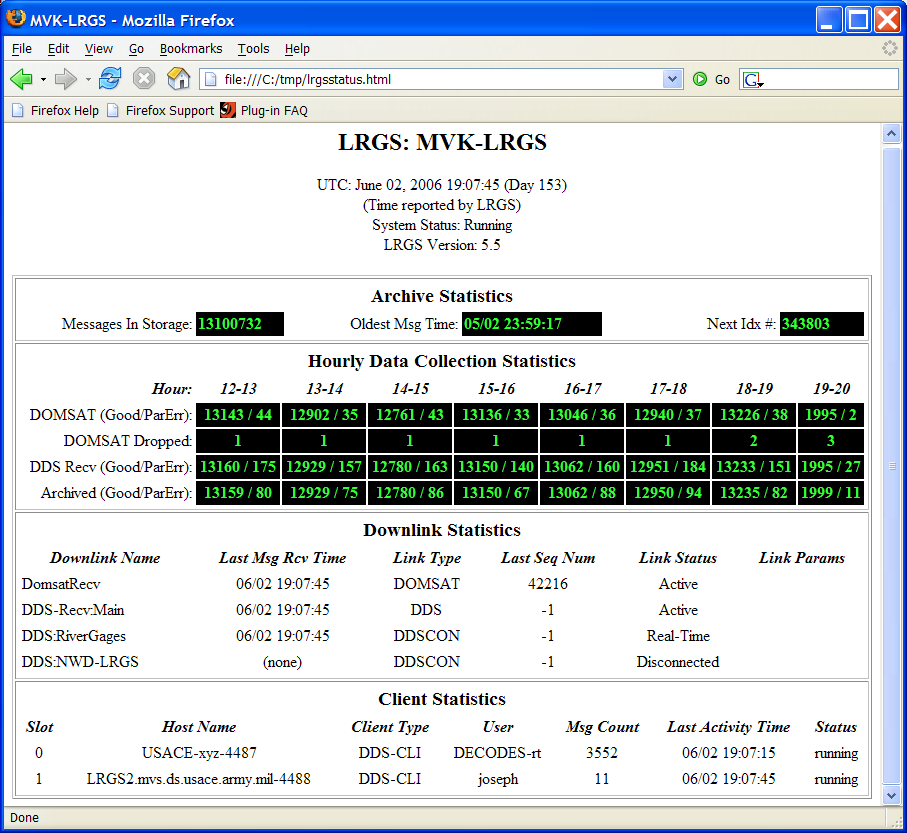 MVK-LRGS - Mozilla Firefox
File Edit View Go Bookmarks Tools Help
file:///C:/tmp/lrgsstatus.html Go G
Firefox Help Firefox Support Plug-in FAQ
LRGS: MVK-LRGS
UTC: June 02, 2006 19:07:45 (Day 153)
(Time reported by LRGS)
System Status: Running
LRGS Version: 5.5
Archive Statistics
Messages In Storage: 13100732 Oldest Msg Time: 05/02 23:59:17 Next Idx #: 343803
Hourly Data Collection Statistics
Hour: 12-13 13-14 14-15 15-16 16-17 17-18 18-19 19-20
DOMSAT (Good/ParErr): 13143 / 44 12902 / 35 12761 / 43 13136 / 33 13046 / 36 12940 / 37 13226 / 38 1995 / 2
DOMSAT Dropped: 1 1 1 1 1 1 2 3
DDS Recv (Good/ParErr): 13160 / 175 12929 / 157 12780 / 163 13150 / 140 13062 / 160 12951 / 184 13233 / 151 1995 / 27
Archived (Good/ParErr): 13159 / 80 12929 / 75 12780 / 86 13150 / 67 13062 / 88 12950 / 94 13235 / 82 1999 / 11
Downlink Statistics
Downlink Name Last Msg Rcv Time Link Type Last Seq Num Link Status Link Params
DomsatRecv 06/02 19:07:45 DOMSAT 42216 Active
DDS-Recv:Main 06/02 19:07:45 DDS -1 Active
DDS:RiverGages 06/02 19:07:45 DDSCON -1 Real-Time
DDS:NWD-LRGS (none) DDSCON -1 Disconnected
Client Statistics
Slot Host Name Client Type User Msg Count Last Activity Time Status
0 USACE-xyz-4487 DDS-CLI DECODES-rt 3552 06/02 19:07:15 running
1 LRGS2.mvs.ds.usace.army.mil-4488 DDS-CLI joseph 11 06/02 19:07:45 running
Done